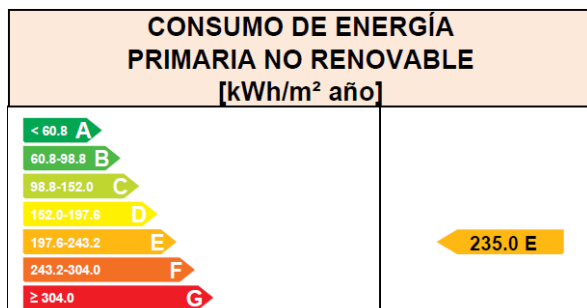 CONSUMO DE ENERGÍA
PRIMARIA NO RENOVABLE
[kWh/m² año]
< 60.8 A
60.8-98.8 B
98.8-152.0 C
152.0-197.6 D
197.6-243.2 E
235.0 E
243.2-304.0 F
≥ 304.0 G